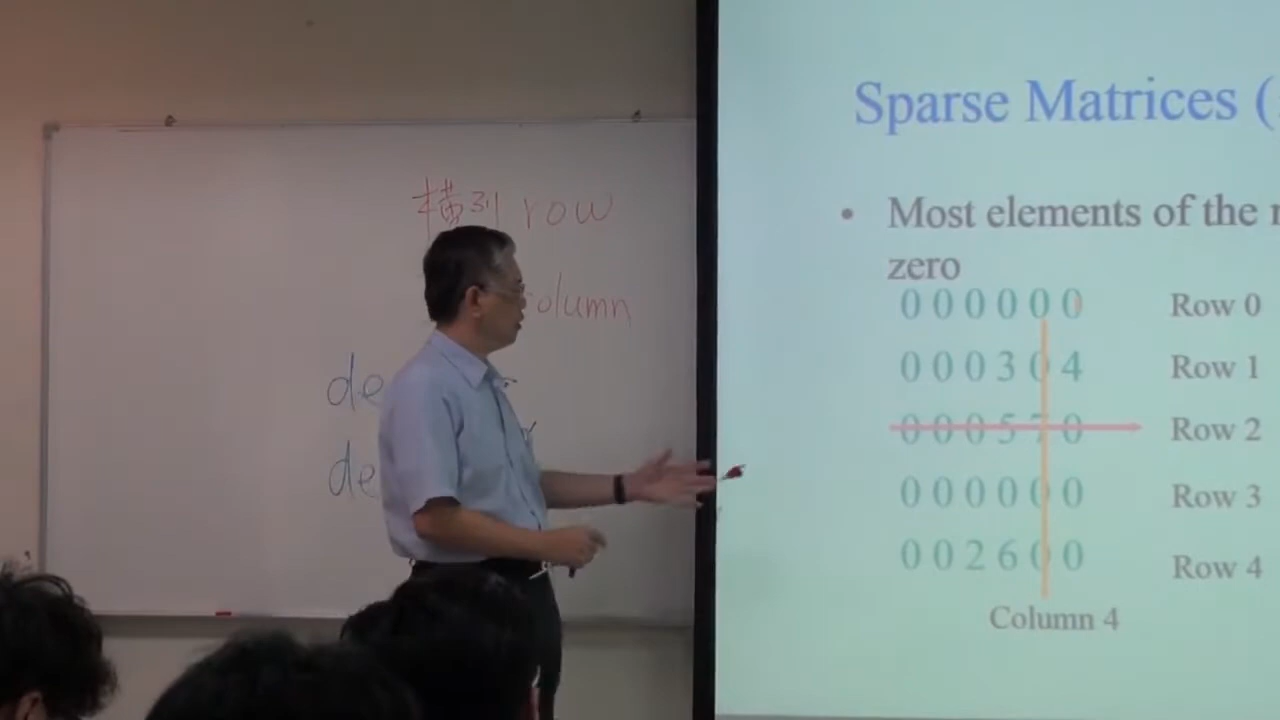 橫列 row
column
de
de
Sparse Matrices (
• Most elements of the
zero
0 0 0 0 0 0 Row 0
0 0 0 3 0 4 Row 1
0 0 0 5 7 0 Row 2
0 0 0 0 0 0 Row 3
0 0 2 6 0 0 Row 4
Column 4